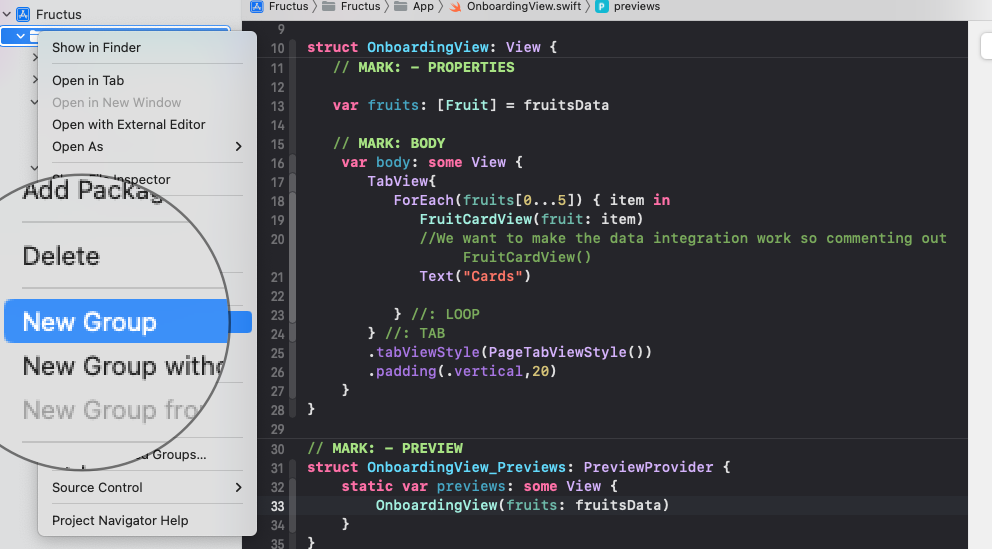 Fructus
Fructus
Fructus
App
OnboardingView.swift
P
previews
Show in Finder
Open in Tab
Open in New Window
Open with External Editor
Open As
Inspector
Add Packag
Delete
New Group
New Group witho
New Group fro
Groups...
Source Control
Project Navigator Help
9
10 struct OnboardingView: View {
11 // MARK: - PROPERTIES
12
13 var fruits: [Fruit] = fruitsData
14
15 // MARK: BODY
16 var body: some View {
17 TabView{
18 ForEach(fruits[0...5]) { item in
19 FruitCardView(fruit: item)
20 //We want to make the data integration work so commenting out
FruitCardView()
21 Text("Cards")
22
23 } //: LOOP
24 } //: TAB
25 .tabViewStyle(PageTabViewStyle())
26 .padding(.vertical,20)
27 }
28 }
29
30 // MARK: - PREVIEW
31 struct OnboardingView_Previews: PreviewProvider {
32 static var previews: some View {
33 OnboardingView(fruits: fruitsData)
34 }
35 }